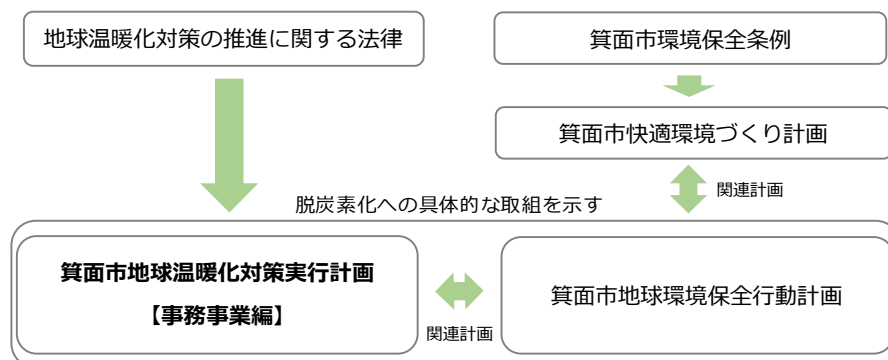 地球温暖化対策の推進に関する法律
箕面市環境保全条例
箕面市快適環境づくり計画
関連計画
脱炭素化への具体的な取組を示す
箕面市地球温暖化対策実行計画
【事務事業編】
関連計画
箕面市地球環境保全行動計画